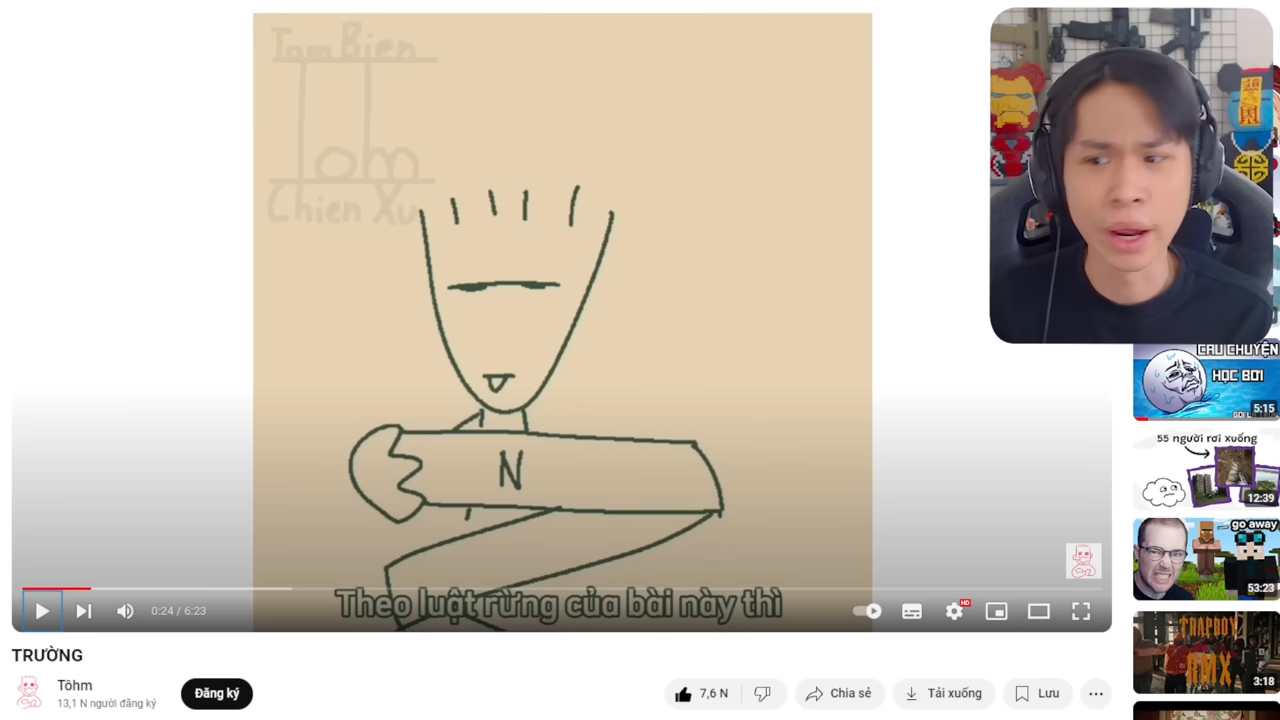 Tom Bien
Tom
Chien Xu
N
Theo luật rừng của bài này thì
0:24 / 6:23
HD
TRƯỜNG
Tôhm
13,1 N người đăng ký
Đăng ký
7,6 N
Chia sẻ
Tải xuống
Lưu
CÂU CHUYỆN
HỌC BƠI
5:15
55 người rơi xuống
12:39
go away
53:23
TRAPBOY
RMX
3:18